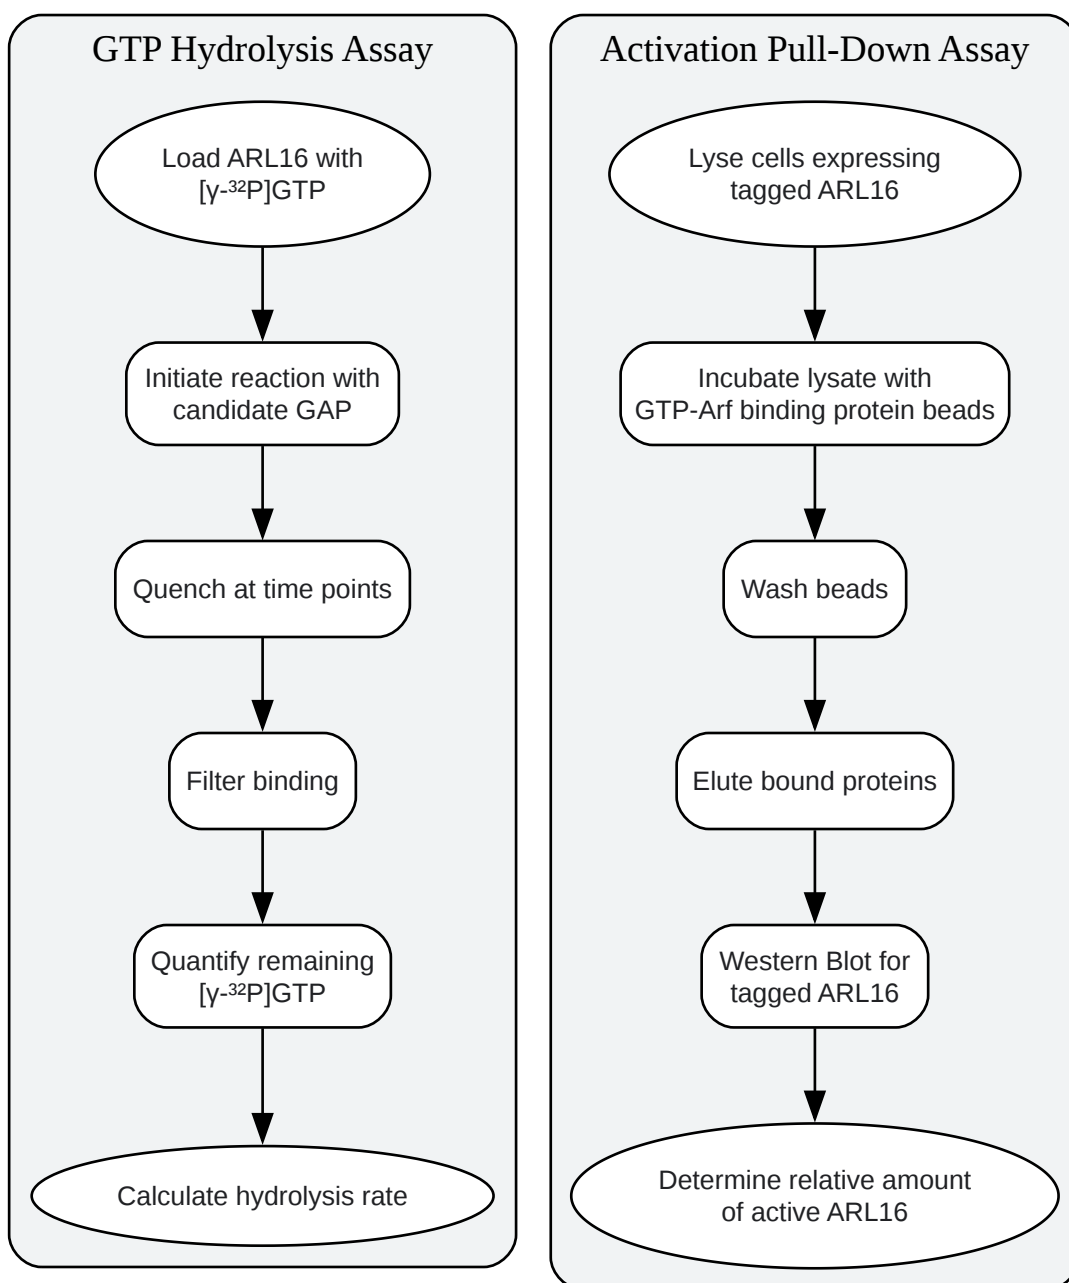 GTP Hydrolysis Assay
Load ARL16 with
[γ-³²P]GTP
Initiate reaction with
candidate GAP
Quench at time points
Filter binding
Quantify remaining
[γ-³²P]GTP
Calculate hydrolysis rate
Activation Pull-Down Assay
Lyse cells expressing
tagged ARL16
Incubate lysate with
GTP-Arf binding protein beads
Wash beads
Elute bound proteins
Western Blot for
tagged ARL16
Determine relative amount
of active ARL16